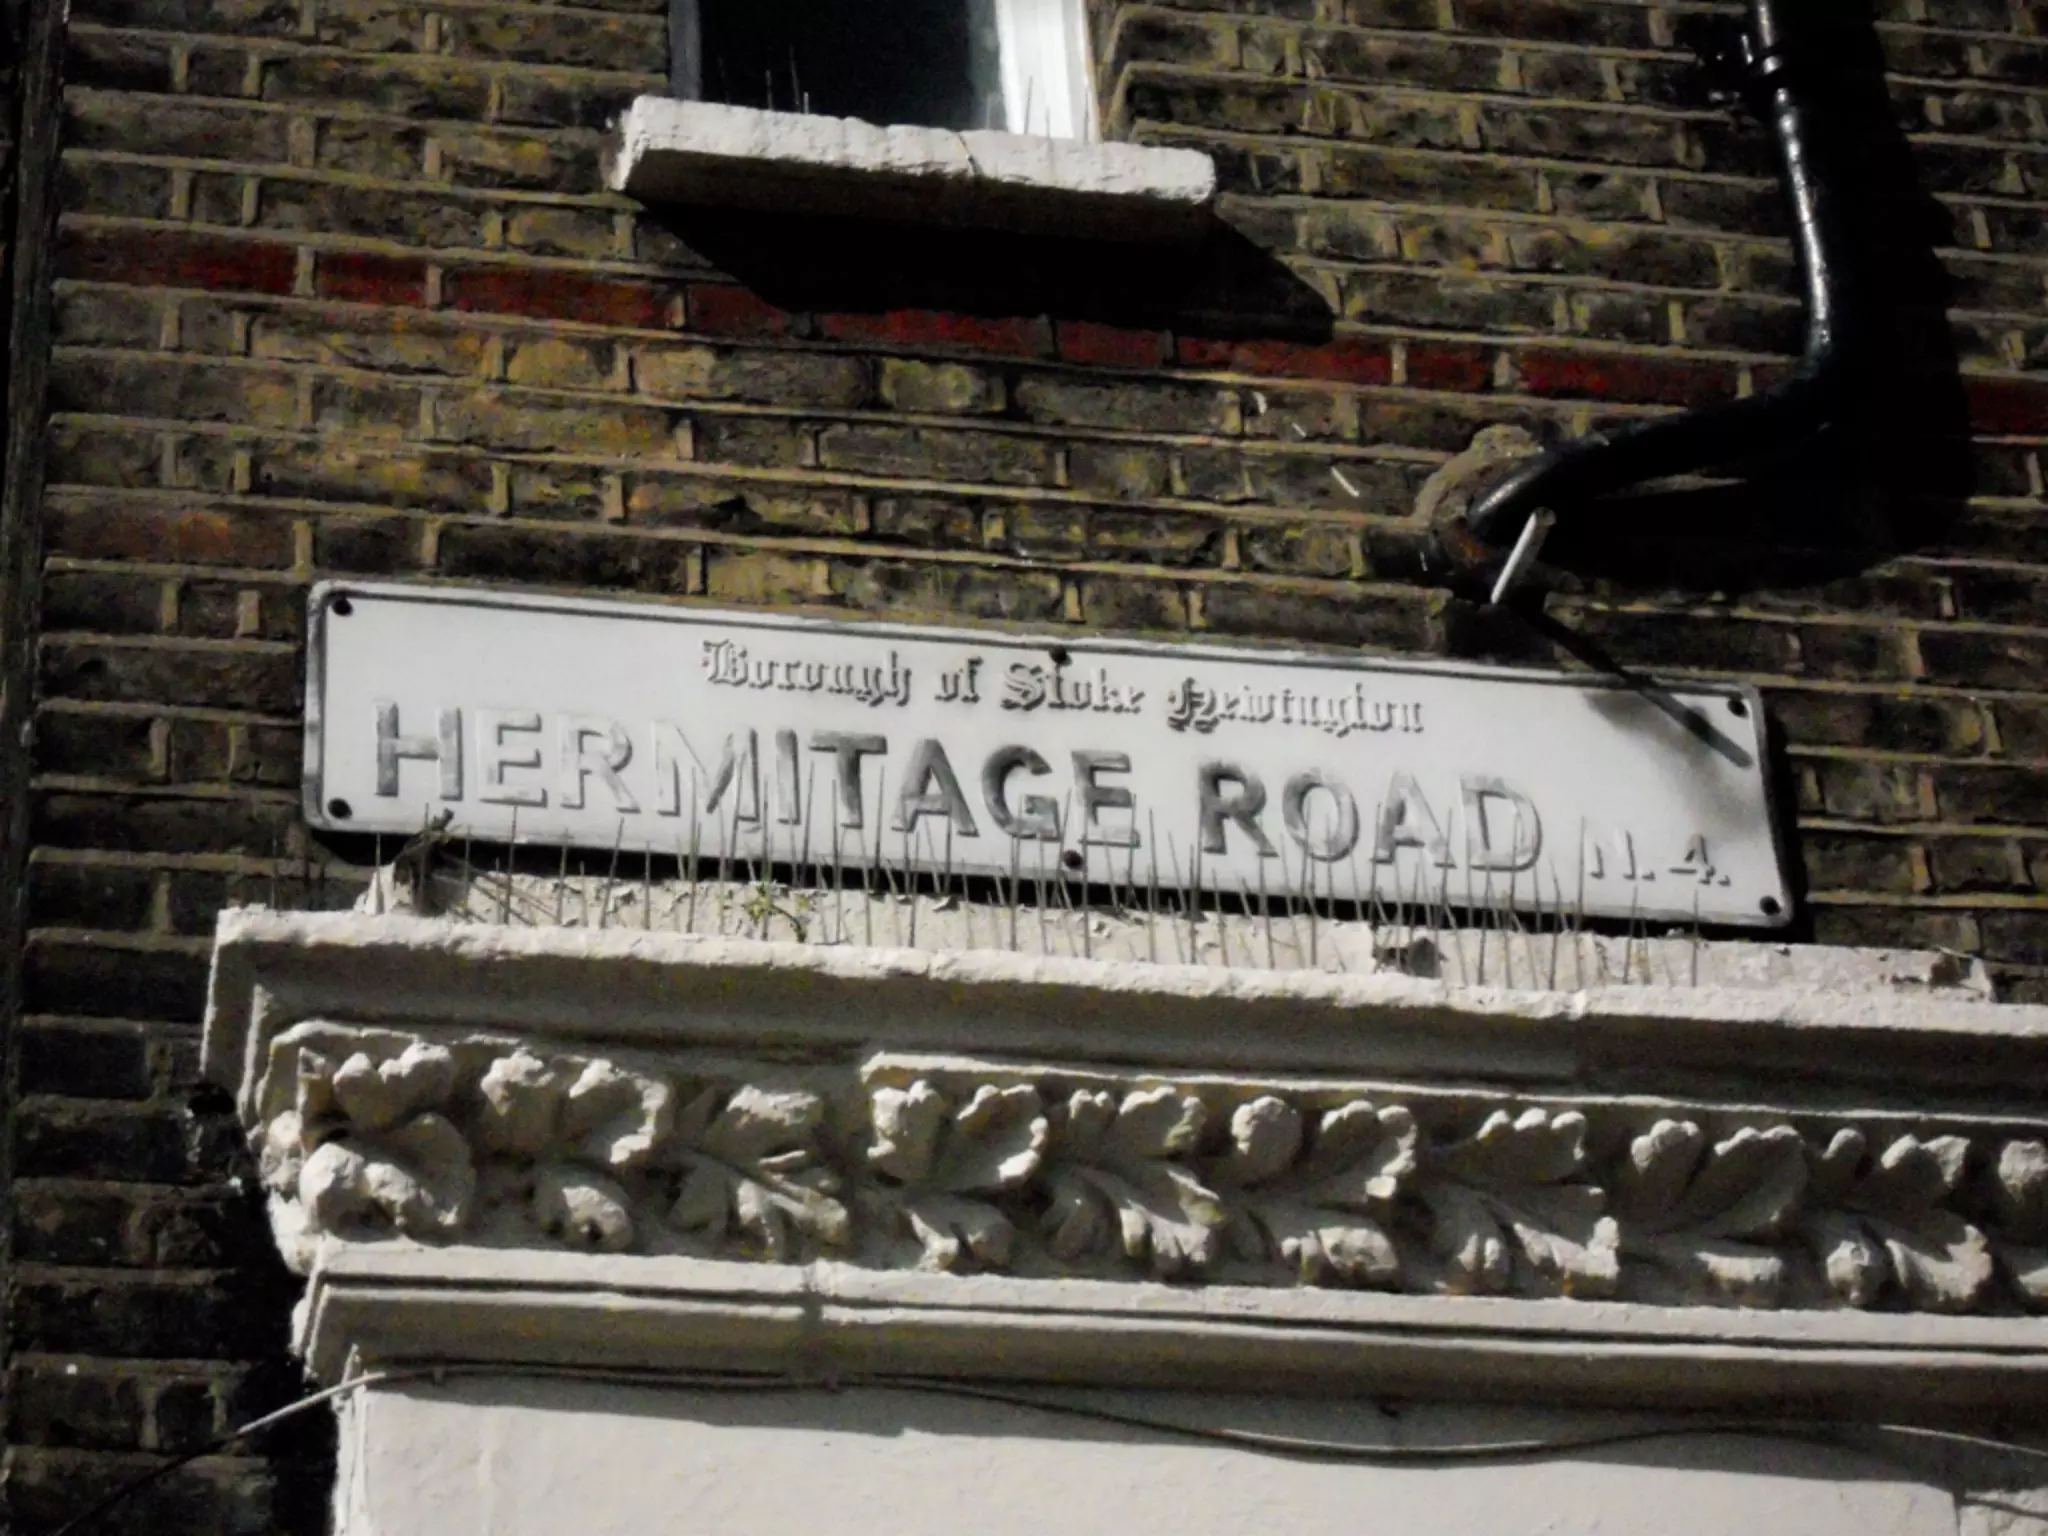 Borough of Stoke Newington
HERMITAGE ROAD N.4.